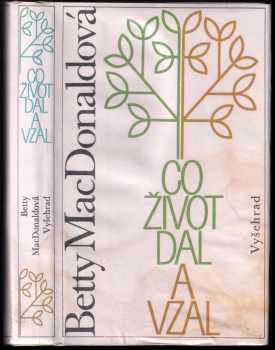 CO
ŽIVOT
DAL
A
VZAL
Betty
MacDonaldová
Vyšehrad
Betty MacDonaldová
CO
ŽIVOT
DAL
A
VZAL
Vyšehrad